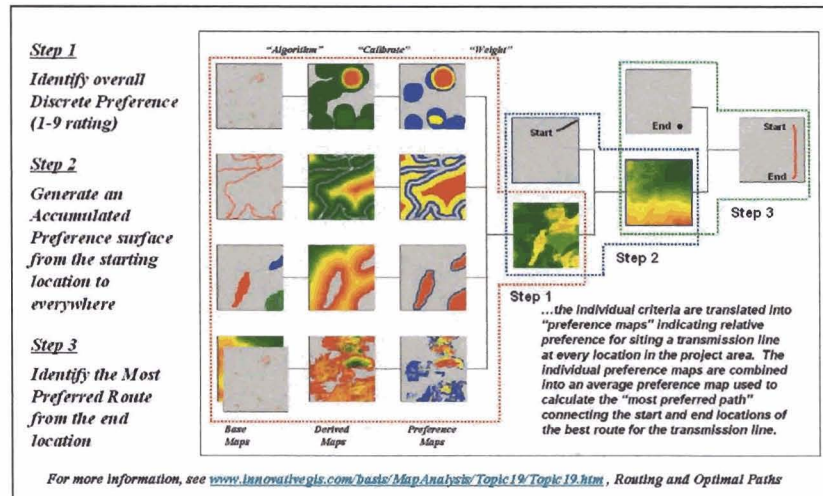 Step 1
Identify overall
Discrete Preference
(1-9 rating)
Step 2
Generate an
Accumulated
Preference surface
from the starting
location to
everywhere
Step 3
Identify the Most
Preferred Route
from the end
location
"Algorithm" "Calibrate" "Weight"
Base
Maps
Derived
Maps
Preference
Maps
Start
Step 1
End
Step 2
Start
End
Step 3
...the individual criteria are translated into
"preference maps" indicating relative
preference for siting a transmission line
at every location in the project area. The
individual preference maps are combined
into an average preference map used to
calculate the "most preferred path"
connecting the start and end locations of
the best route for the transmission line.
For more information, see www.innovativegis.com/basis/MapAnalysis/Topic19/Topic19.htm , Routing and Optimal Paths